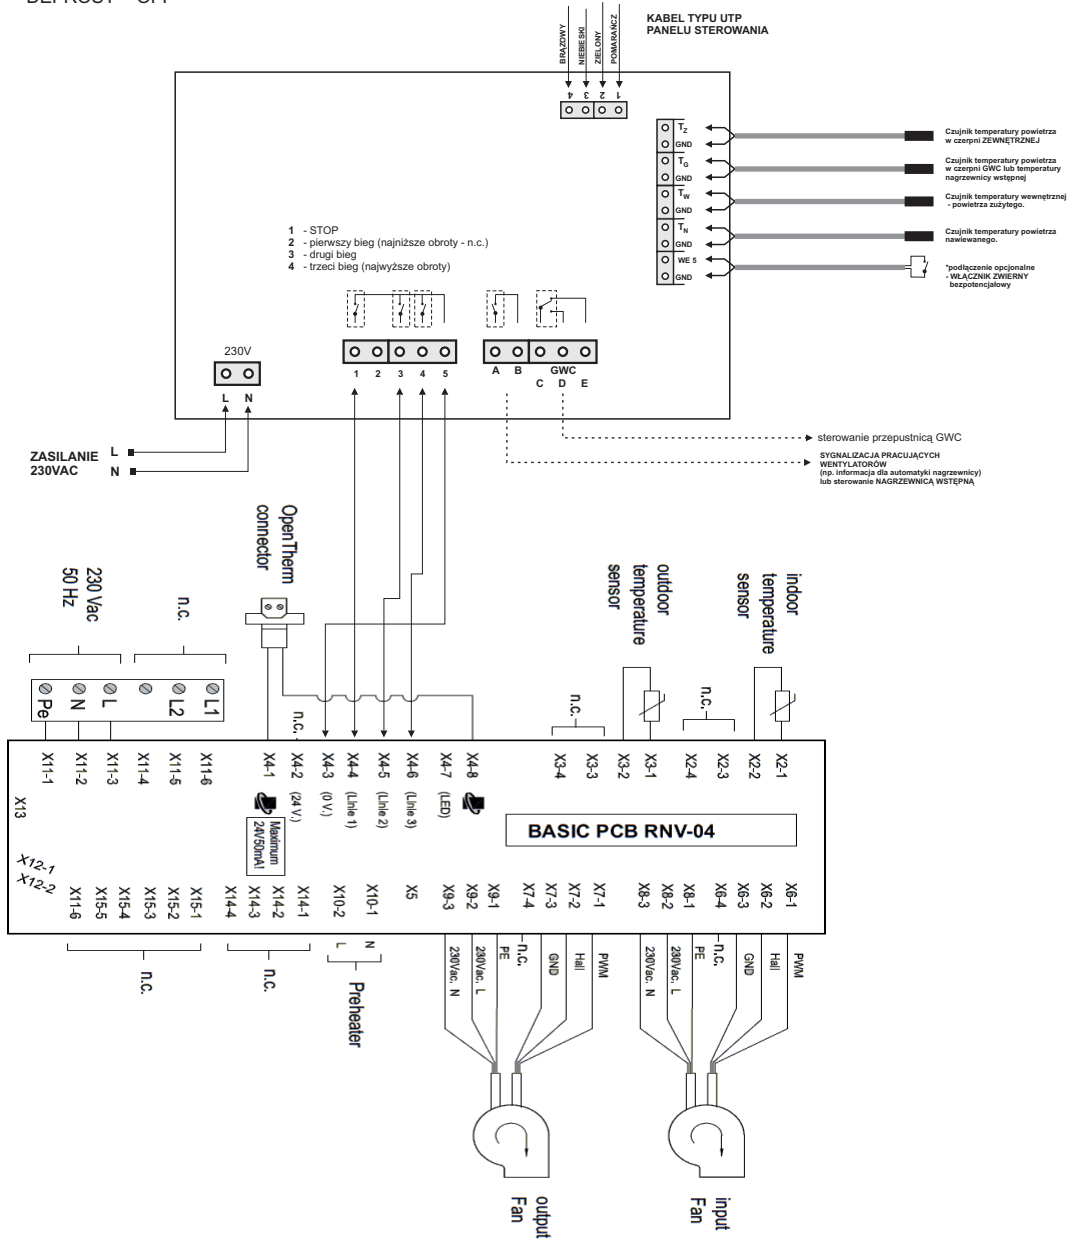 KABEL TYPU UTP
PANELU STEROWANIA
BRĄZOWY
NIEBIESKI
ZIELONY
POMARAŃCZ
4
3
2
1
TZ
GND
TG
GND
TW
GND
TN
GND
WE 5
GND
Czujnik temperatury powietrza
w czerpni ZEWNĘTRZNEJ
Czujnik temperatury powietrza
w czerpni GWC lub temperatury
nagrzewnicy wstępnej
Czujnik temperatury wewnętrznej
- powietrza zużytego.
Czujnik temperatury powietrza
nawiewanego.
*podłączenie opcjonalne
- WŁĄCZNIK ZWIERNY
bezpotencjałowy
1 - STOP
2 - pierwszy bieg (najniższe obroty - n.c.)
3 - drugi bieg
4 - trzeci bieg (najwyższe obroty)
230V
L N
1 2 3 4 5
A B GWC
C D E
ZASILANIE
230VAC
L
N
sterowanie przepustnicą GWC
SYGNALIZACJA PRACUJĄCYCH
WENTYLATORÓW
(np. informacja dla automatyki nagrzewnicy)
lub sterowanie NAGRZEWNICĄ WSTĘPNĄ
230 Vac
50 Hz
n.c.
OpenTherm
connector
outdoor
temperature
sensor
indoor
temperature
sensor
Pe
N
L
L2
L1
n.c.
n.c.
n.c.
X11-1
X11-2
X11-3
X11-4
X11-5
X11-6
X4-1
X4-2
(24 V.)
X4-3
(0 V.)
X4-4
(Linie 1)
X4-5
(Linie 2)
X4-6
(Linie 3)
X4-7
(LED)
X4-8
X3-4
X3-3
X3-2
X3-1
X2-4
X2-3
X2-2
X2-1
X13
Maximum
24V50mA!
BASIC PCB RNV-04
X12-1
X12-2
X11-6
X15-5
X15-4
X15-3
X15-2
X15-1
X14-4
X14-3
X14-2
X14-1
X10-2
X10-1
X5
X9-3
X9-2
X9-1
X7-4
X7-3
X7-2
X7-1
X8-3
X8-2
X8-1
X6-4
X6-3
X6-2
X6-1
n.c.
n.c.
L
N
Preheater
230Vac. N
230Vac. L
PE
n.c.
GND
Hall
PWM
230Vac. N
230Vac. L
PE
n.c.
GND
Hall
PWM
output
Fan
input
Fan